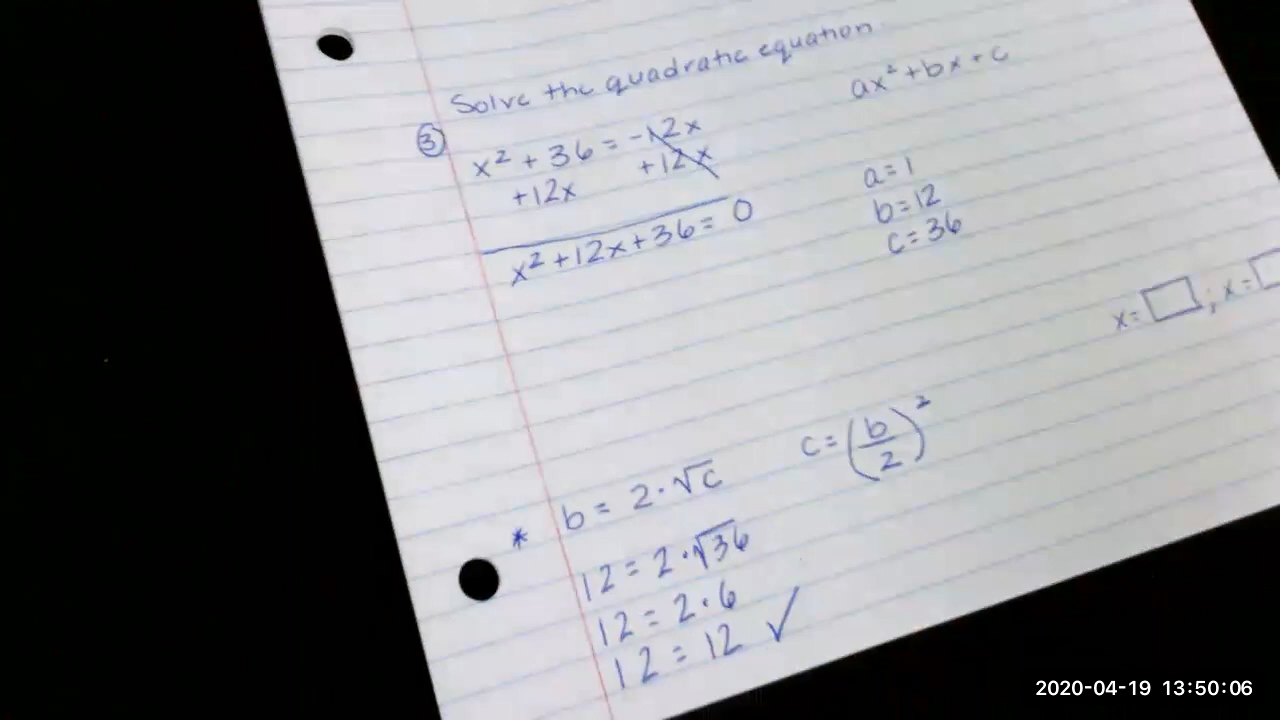 Solve the quadratic equation.
ax² + bx + c
③ x² + 36 = -12x
+12x +12x
x² + 12x + 36 = 0
a = 1
b = 12
c = 36
x = ; x =
* b = 2 · √c
c = (b/2)²
12 = 2 · √36
12 = 2 · 6
12 = 12 ✓
2020-04-19 13:50:06